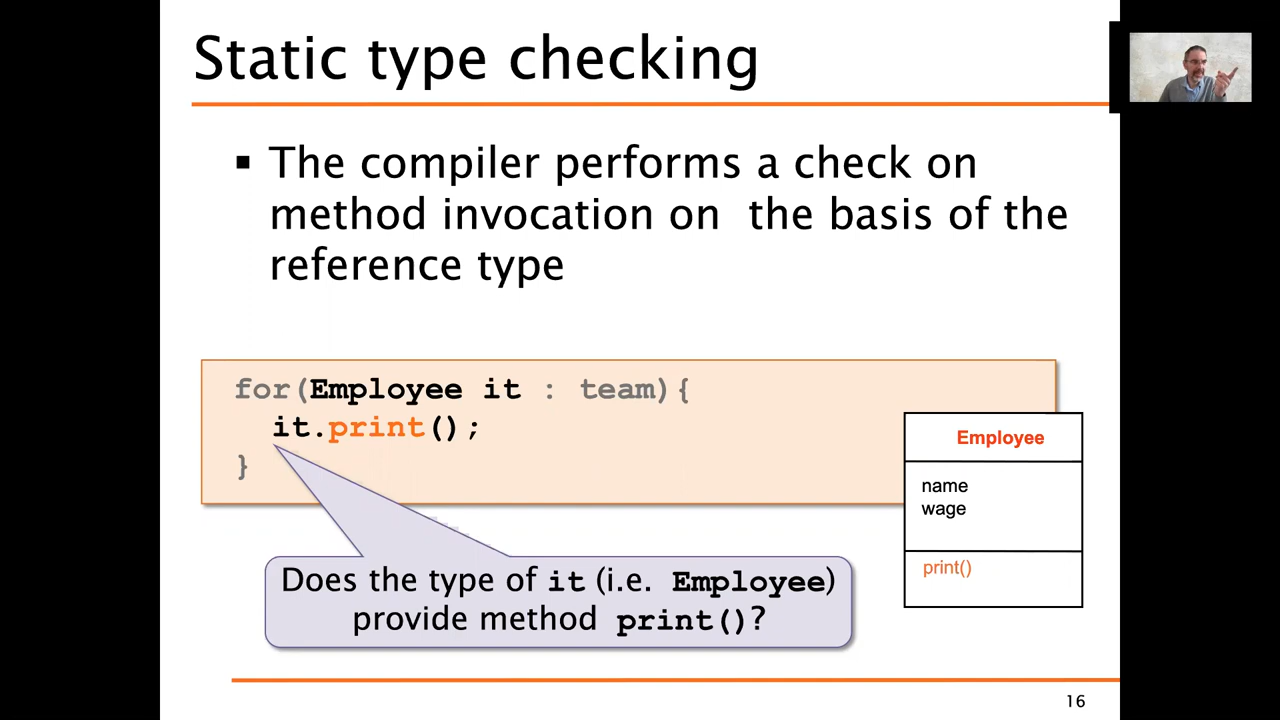 Static type checking
▪ The compiler performs a check on
method invocation on  the basis of the
reference type
for(Employee it : team){
it.print();
}
Employee
name
wage
print()
Does the type of it (i.e. Employee)
provide method print()?
16